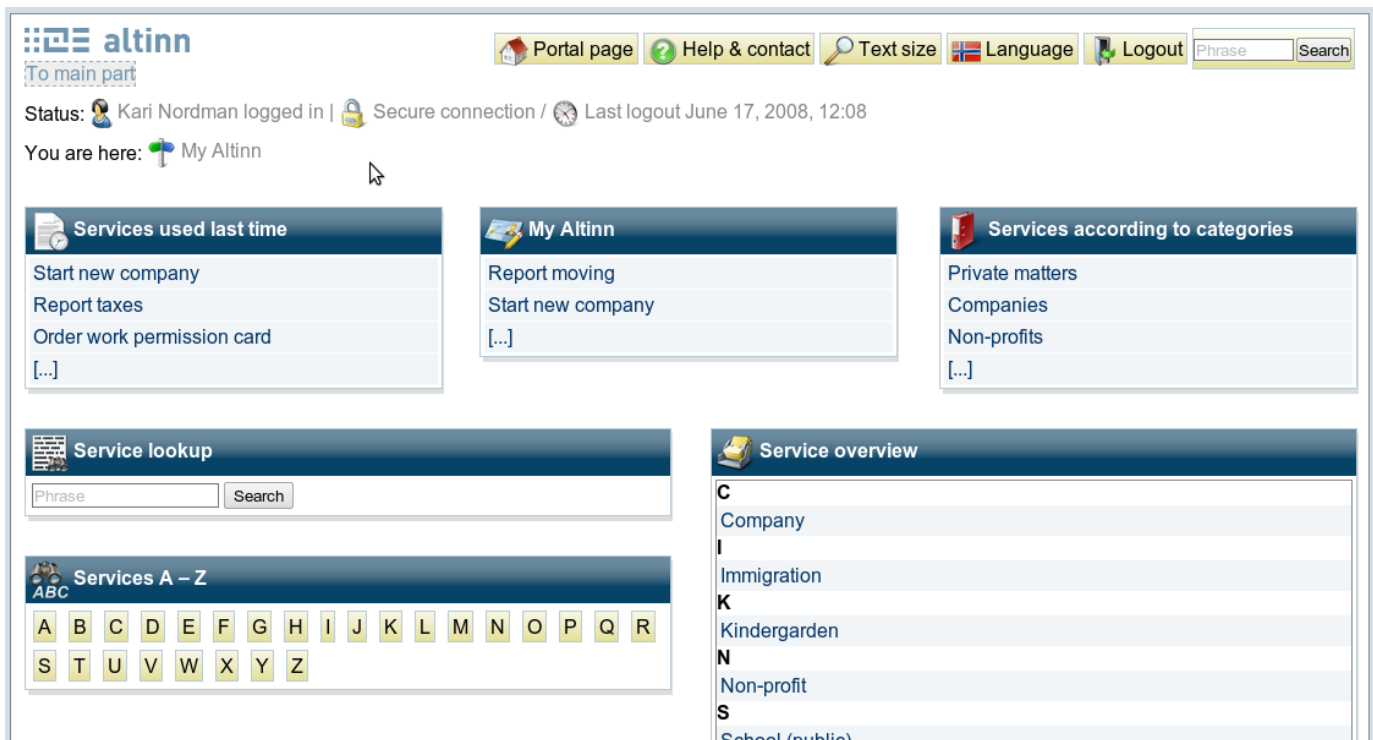 altinn
Portal page Help & contact Text size Language Logout Phrase Search
To main part
Status: Kari Nordman logged in | Secure connection / Last logout June 17, 2008, 12:08
You are here: My Altinn
Services used last time
Start new company
Report taxes
Order work permission card
[...]
My Altinn
Report moving
Start new company
[...]
Services according to categories
Private matters
Companies
Non-profits
[...]
Service lookup
Phrase Search
ABC Services A – Z
A B C D E F G H I J K L M N O P Q R
S T U V W X Y Z
Service overview
C
Company
I
Immigration
K
Kindergarden
N
Non-profit
S
School (public)